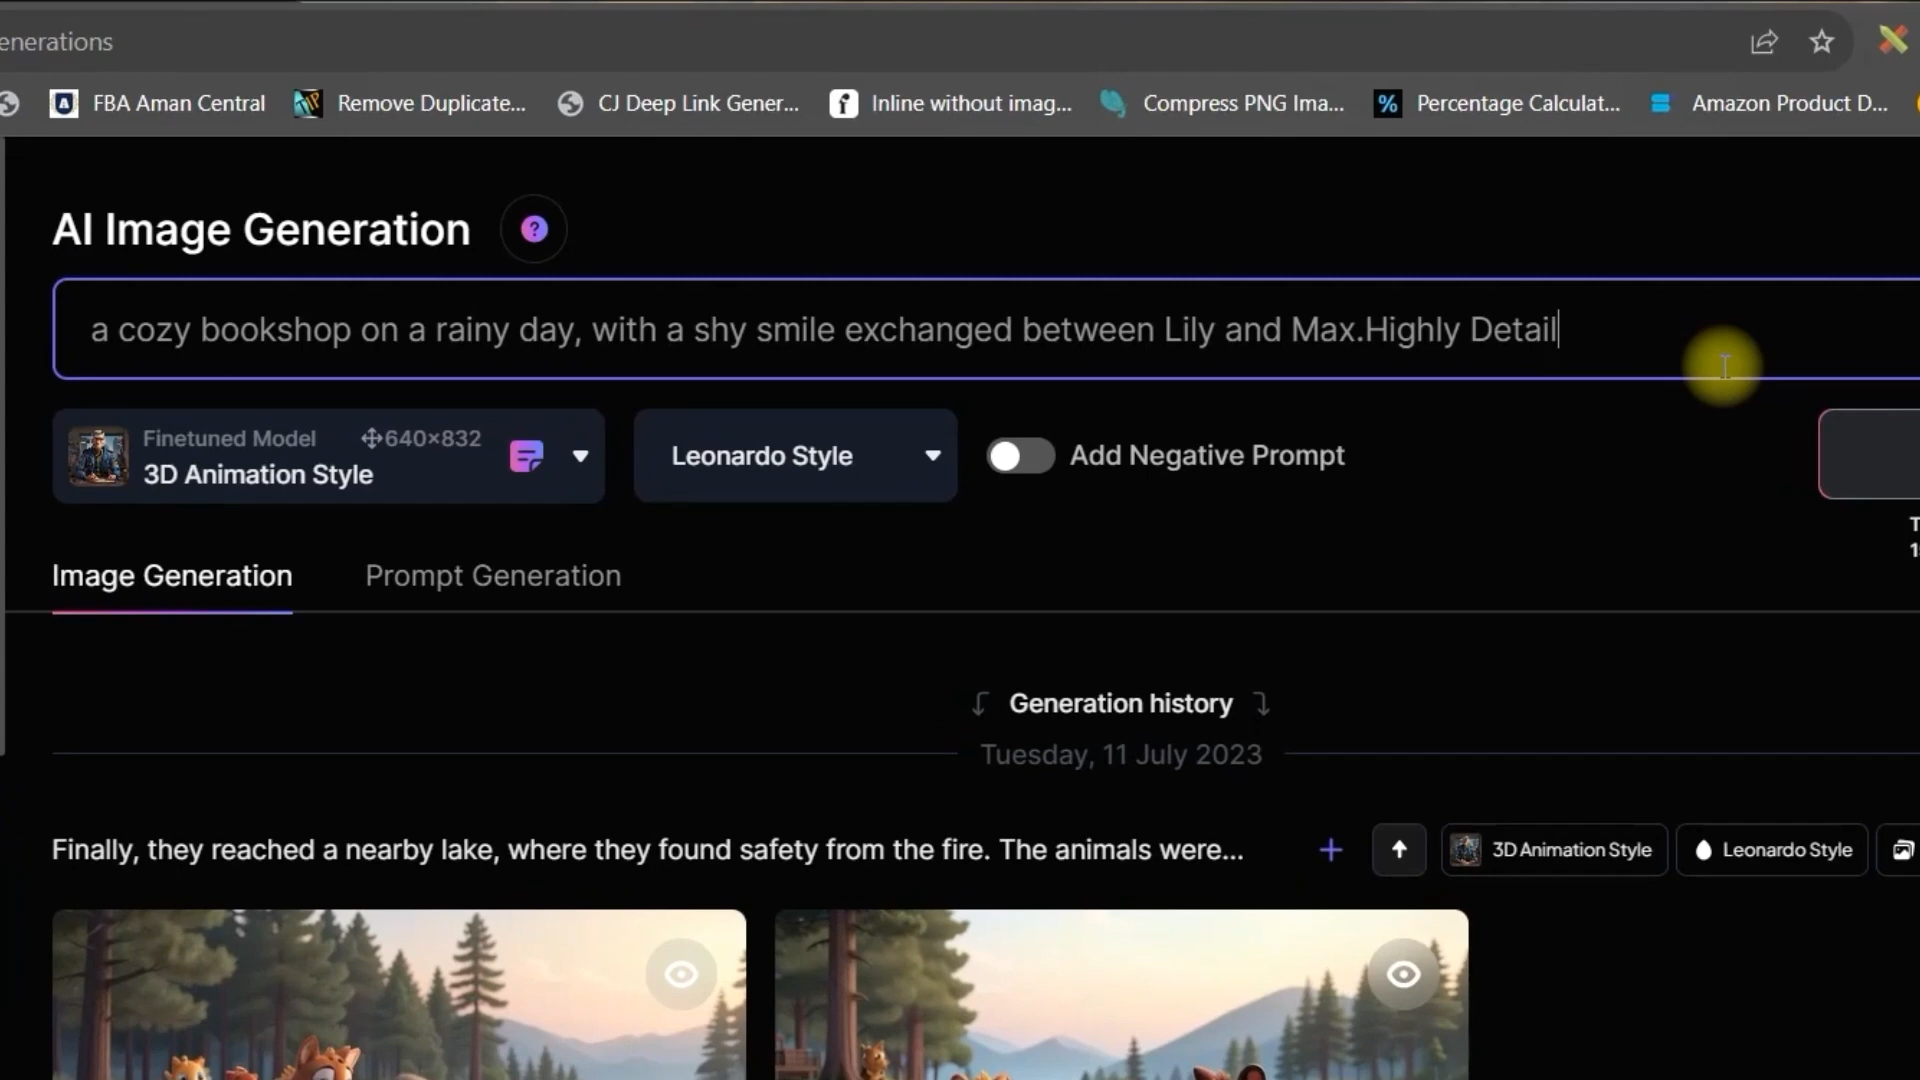 enerations
FBA Aman Central
Remove Duplicate...
CJ Deep Link Gener...
Inline without imag...
Compress PNG Ima...
Percentage Calculat...
Amazon Product D...
AI Image Generation
a cozy bookshop on a rainy day, with a shy smile exchanged between Lily and Max.Highly Detail
Finetuned Model
640×832
3D Animation Style
Leonardo Style
Add Negative Prompt
T
1
Image Generation
Prompt Generation
Generation history
Tuesday, 11 July 2023
Finally, they reached a nearby lake, where they found safety from the fire. The animals were...
3D Animation Style
Leonardo Style